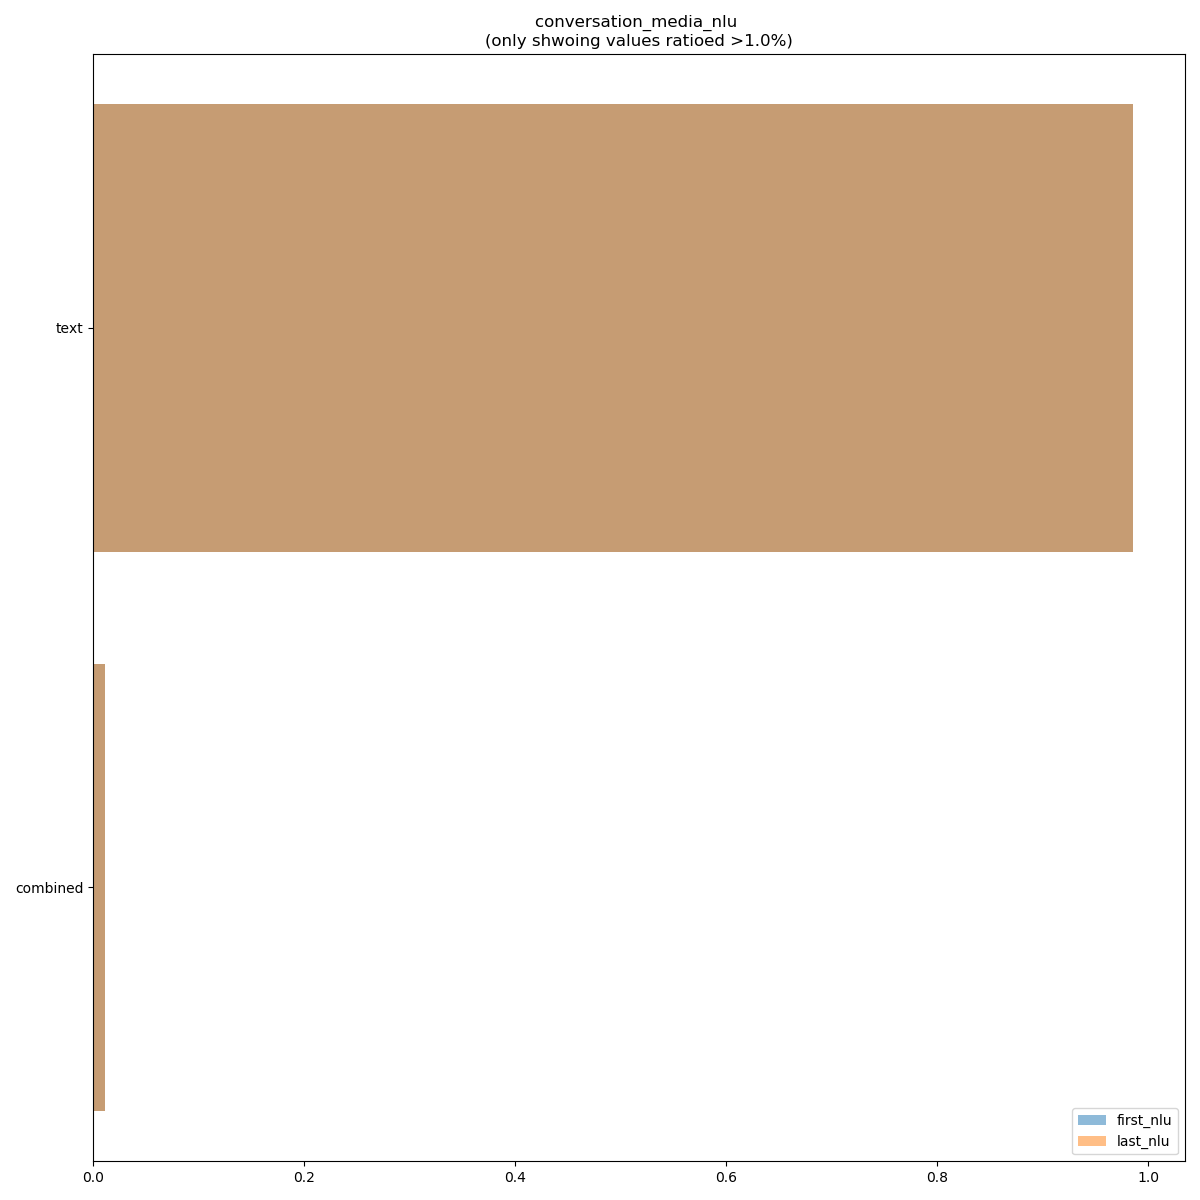 conversation_media_nlu
(only shwoing values ratioed >1.0%)
text
combined
0.0
0.2
0.4
0.6
0.8
1.0
first_nlu
last_nlu